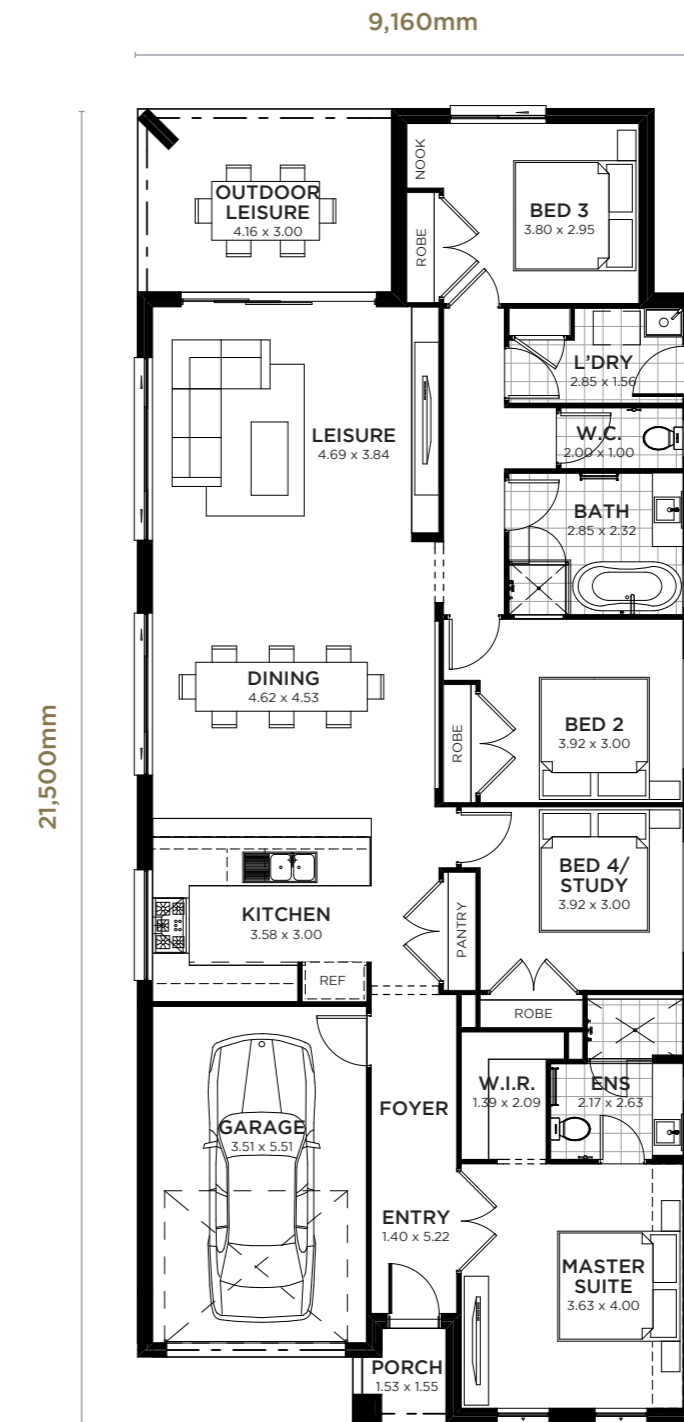 9,160mm
21,500mm
NOOK
OUTDOOR
LEISURE
4.16 x 3.00
BED 3
3.80 x 2.95
ROBE
L'DRY
2.85 x 1.56
LEISURE
4.69 x 3.84
W.C.
2.00 x 1.00
BATH
2.85 x 2.32
DINING
4.62 x 4.53
BED 2
3.92 x 3.00
ROBE
BED 4/
STUDY
3.92 x 3.00
KITCHEN
3.58 x 3.00
PANTRY
REF
ROBE
W.I.R.
1.39 x 2.09
ENS
2.17 x 2.63
FOYER
GARAGE
3.51 x 5.51
ENTRY
1.40 x 5.22
MASTER
SUITE
3.63 x 4.00
PORCH
1.53 x 1.55